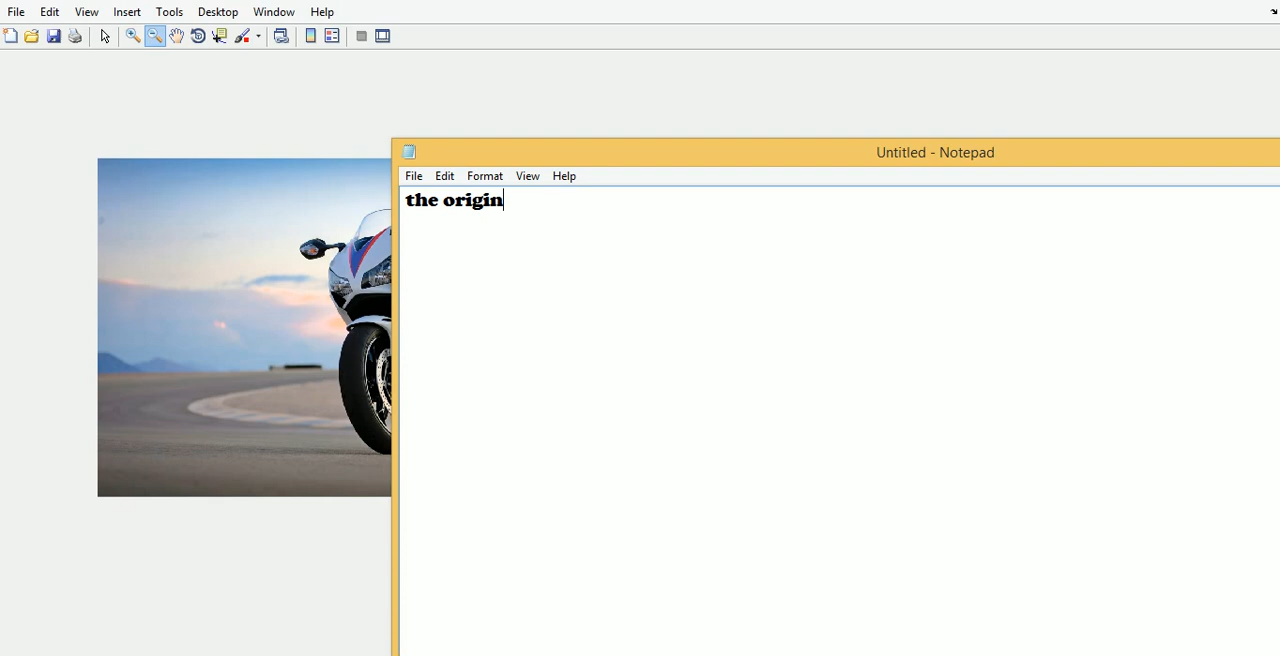 File Edit View Insert Tools Desktop Window Help
Untitled - Notepad
File Edit Format View Help
the origin